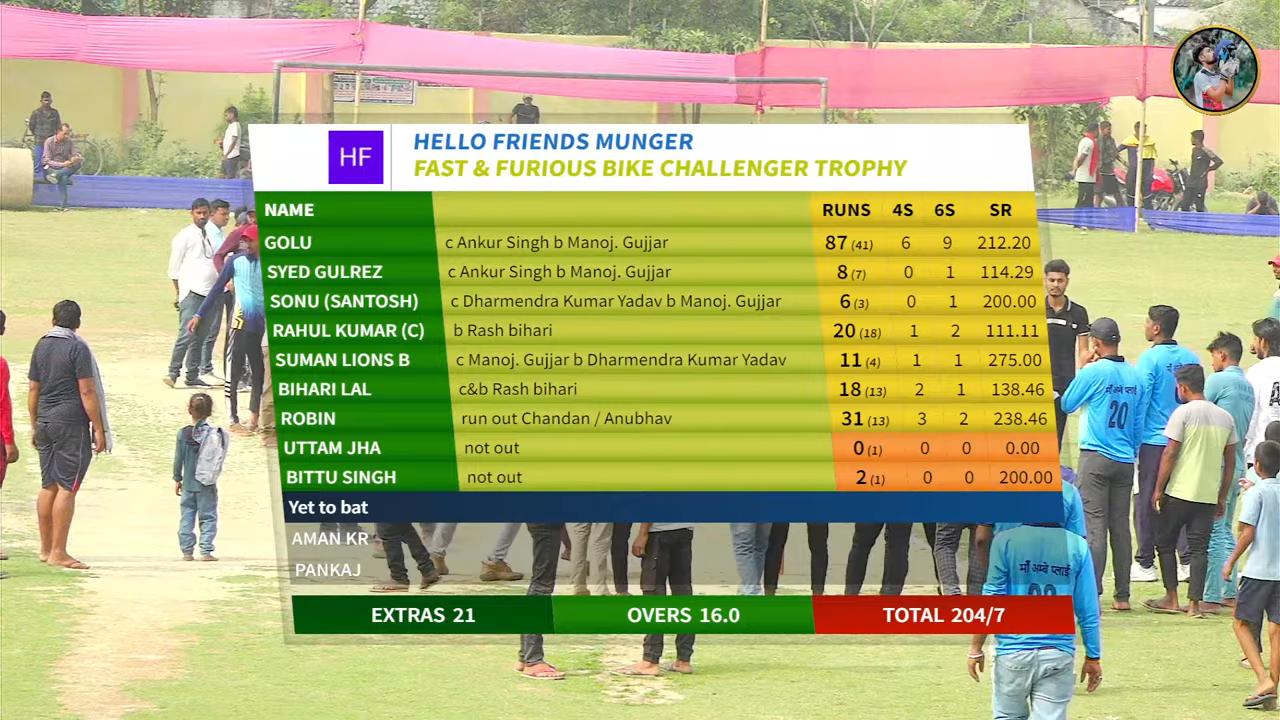 HF
HELLO FRIENDS MUNGER
FAST & FURIOUS BIKE CHALLENGER TROPHY
NAME RUNS 4S 6S SR
GOLU c Ankur Singh b Manoj. Gujjar 87 (41) 6 9 212.20
SYED GULREZ c Ankur Singh b Manoj. Gujjar 8 (7) 0 1 114.29
SONU (SANTOSH) c Dharmendra Kumar Yadav b Manoj. Gujjar 6 (3) 0 1 200.00
RAHUL KUMAR (C) b Rash bihari 20 (18) 1 2 111.11
SUMAN LIONS B c Manoj. Gujjar b Dharmendra Kumar Yadav 11 (4) 1 1 275.00
BIHARI LAL c&b Rash bihari 18 (13) 2 1 138.46
ROBIN run out Chandan / Anubhav 31 (13) 3 2 238.46
UTTAM JHA not out 0 (1) 0 0 0.00
BITTU SINGH not out 2 (1) 0 0 200.00
Yet to bat
AMAN KR
PANKAJ
EXTRAS 21 OVERS 16.0 TOTAL 204/7
माँ अम्बे प्लाई
20
माँ अम्बे प्लाई